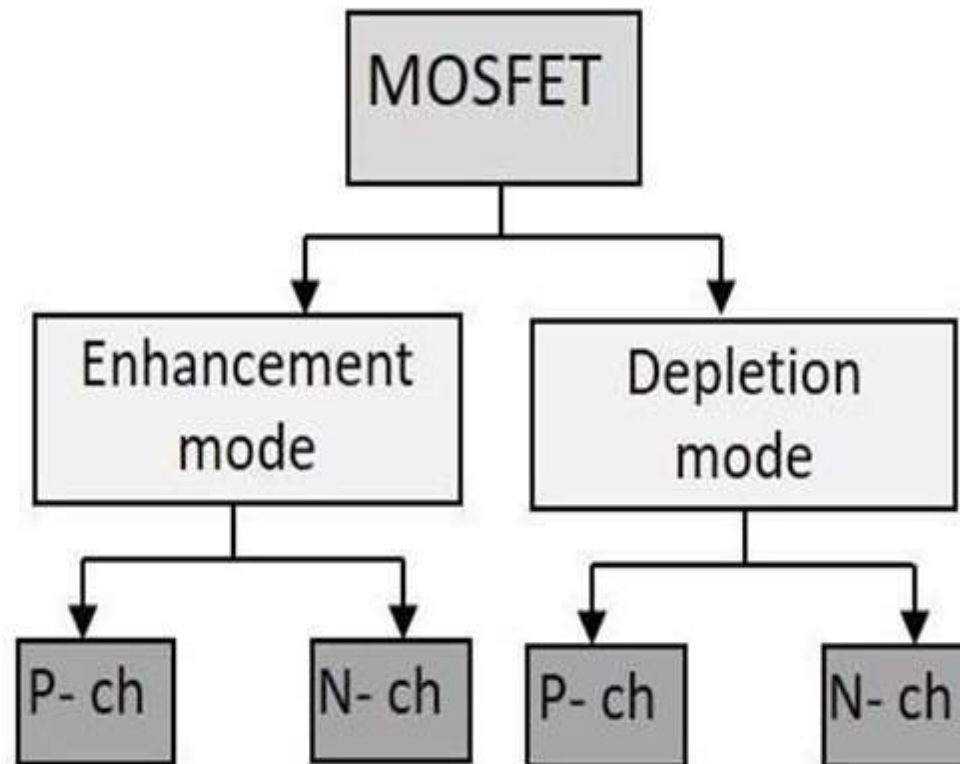 MOSFET
Enhancement
mode
Depletion
mode
P- ch
N- ch
P- ch
N- ch